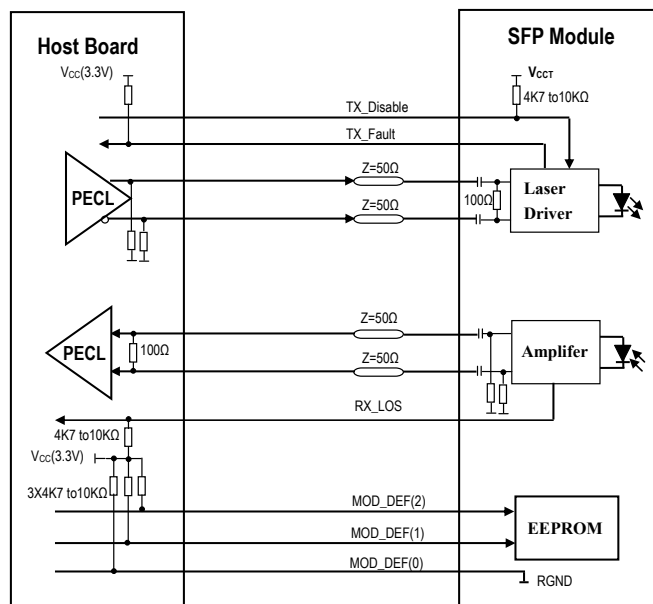 Host Board
SFP Module
VCC(3.3V)
VCCT
4K7 to10KΩ
TX_Disable
TX_Fault
PECL
Z=50Ω
Z=50Ω
100Ω
Laser
Driver
PECL
100Ω
Z=50Ω
Z=50Ω
Amplifer
RX_LOS
4K7 to10KΩ
VCC(3.3V)
3X4K7 to10KΩ
MOD_DEF(2)
MOD_DEF(1)
EEPROM
MOD_DEF(0)
RGND